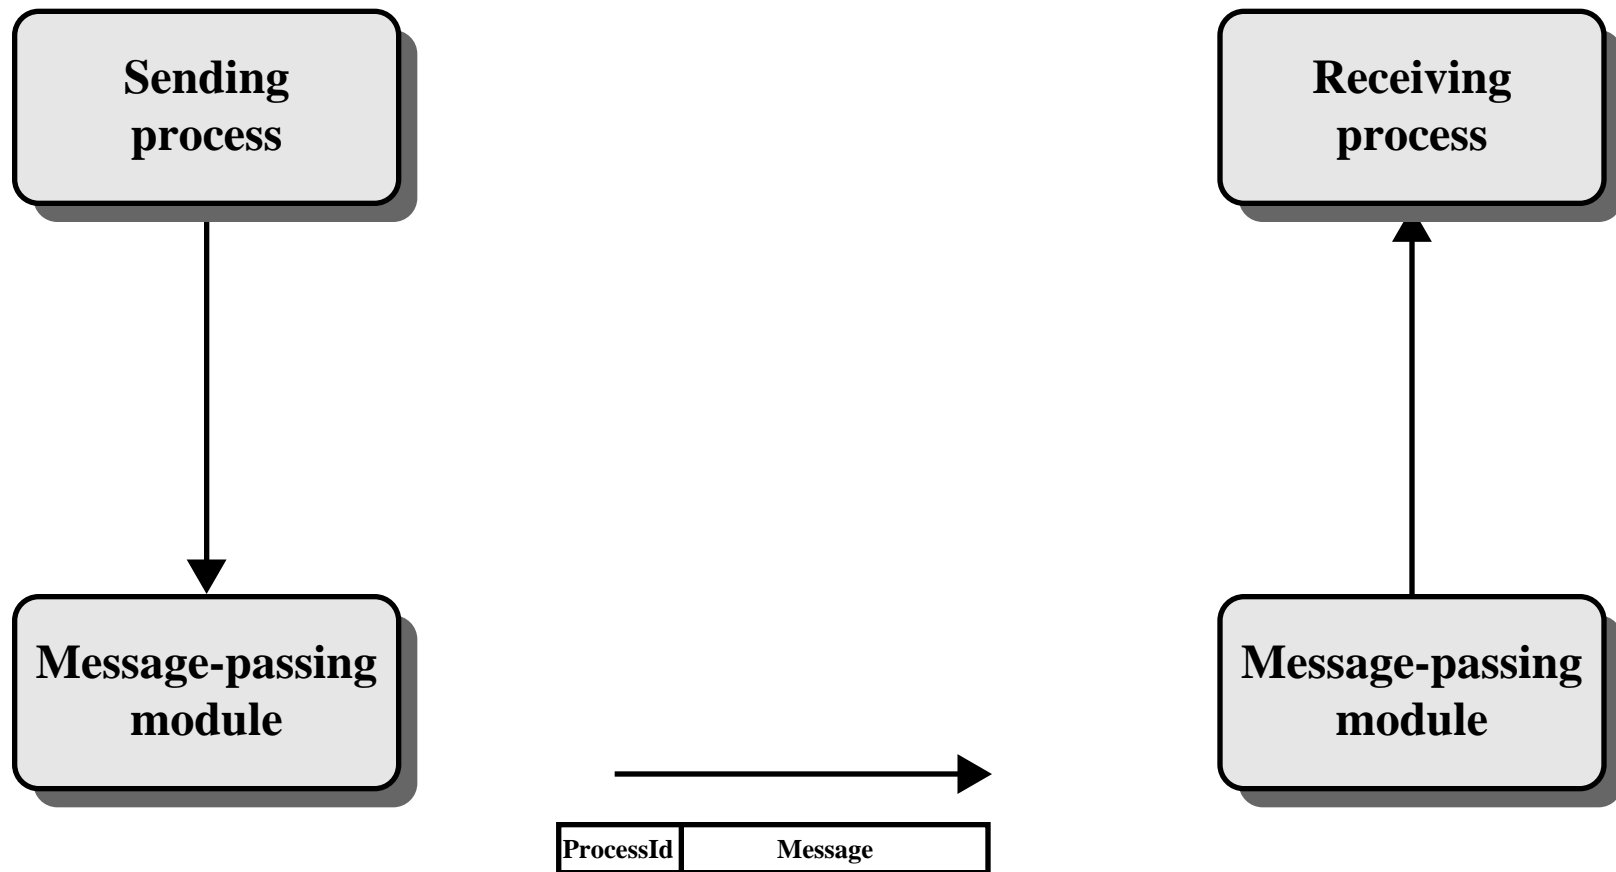 Sending
process
Receiving
process
Message-passing
module
Message-passing
module
ProcessId
Message